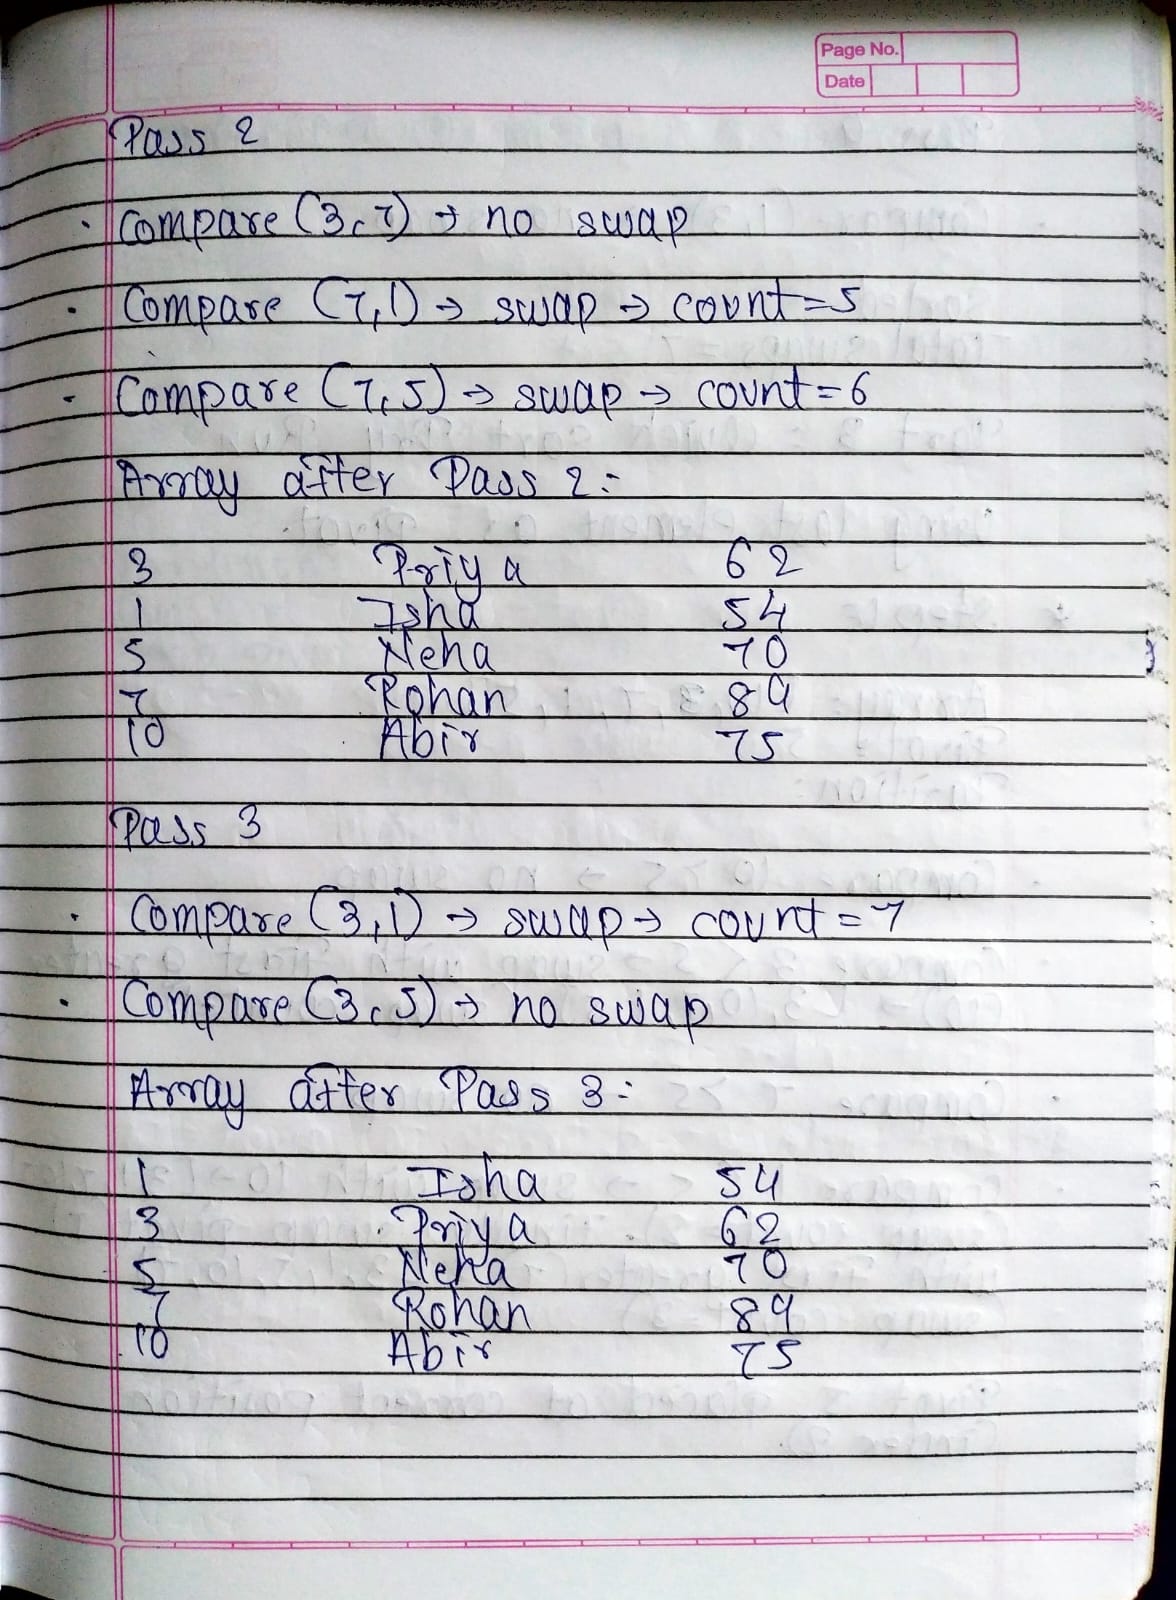 Page No.
Date
Pass 2
· Compare (3,7) → no swap
· Compare (7,1) → swap → count = 5
- Compare (7,5) → swap → count = 6
Array after Pass 2:-
3 Priya 62
1 Isha 54
5 Neha 70
7 Rohan 89
10 Abir 75
Pass 3
· Compare (3,1) → swap → count = 7
· Compare (3,5) → no swap
Array after Pass 3:-
1 Isha 54
3 Priya 62
5 Neha 70
7 Rohan 89
10 Abir 75